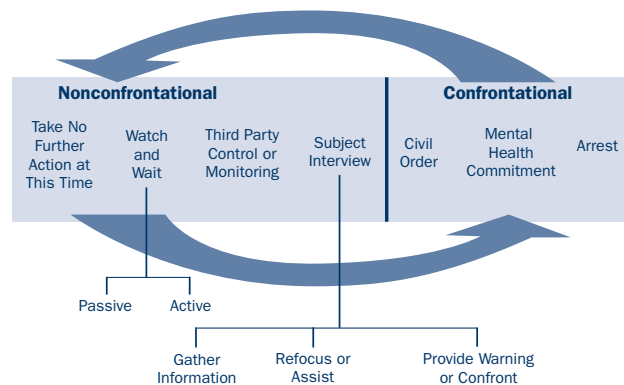 Nonconfrontational
Confrontational
Take No
Further
Action at
This Time
Watch
and
Wait
Third Party
Control or
Monitoring
Subject
Interview
Civil
Order
Mental
Health
Commitment
Arrest
Passive
Active
Gather
Information
Refocus or
Assist
Provide Warning
or Confront